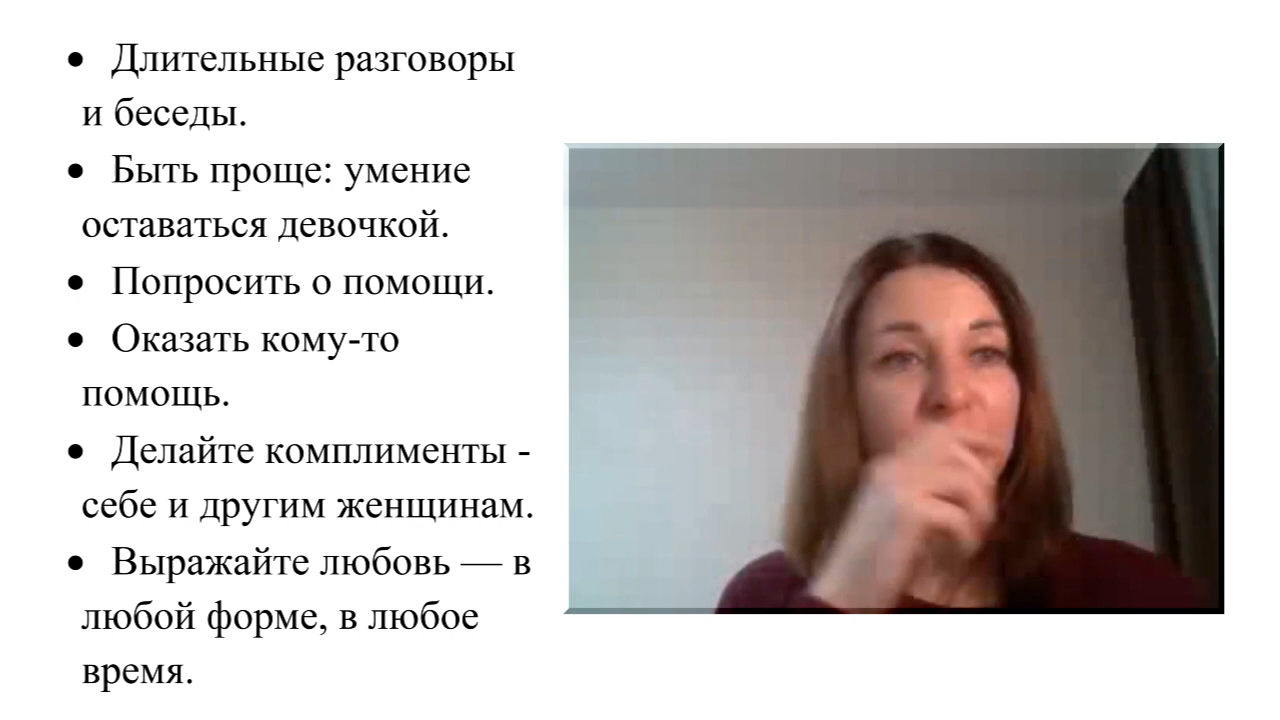 • Длительные разговоры
и беседы.
• Быть проще: умение
оставаться девочкой.
• Попросить о помощи.
• Оказать кому-то
помощь.
• Делайте комплименты -
себе и другим женщинам.
• Выражайте любовь — в
любой форме, в любое
время.